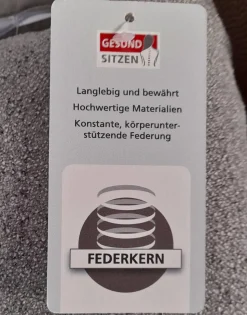 GESUND
SITZEN
Langlebig und bewährt
Hochwertige Materialien
Konstante, körperunter-
stützende Federung
FEDERKERN